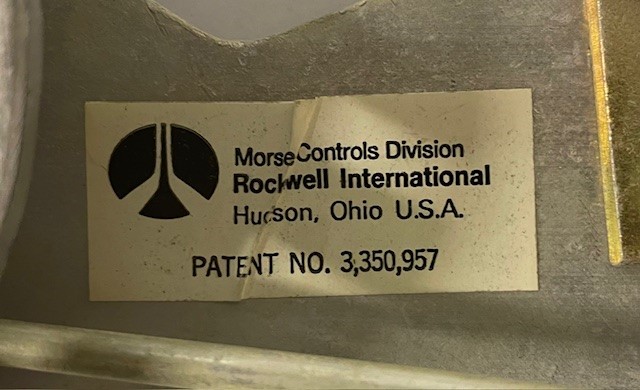 Morse Controls Division
Rockwell International
Hudson, Ohio U.S.A.
PATENT NO. 3,350,957